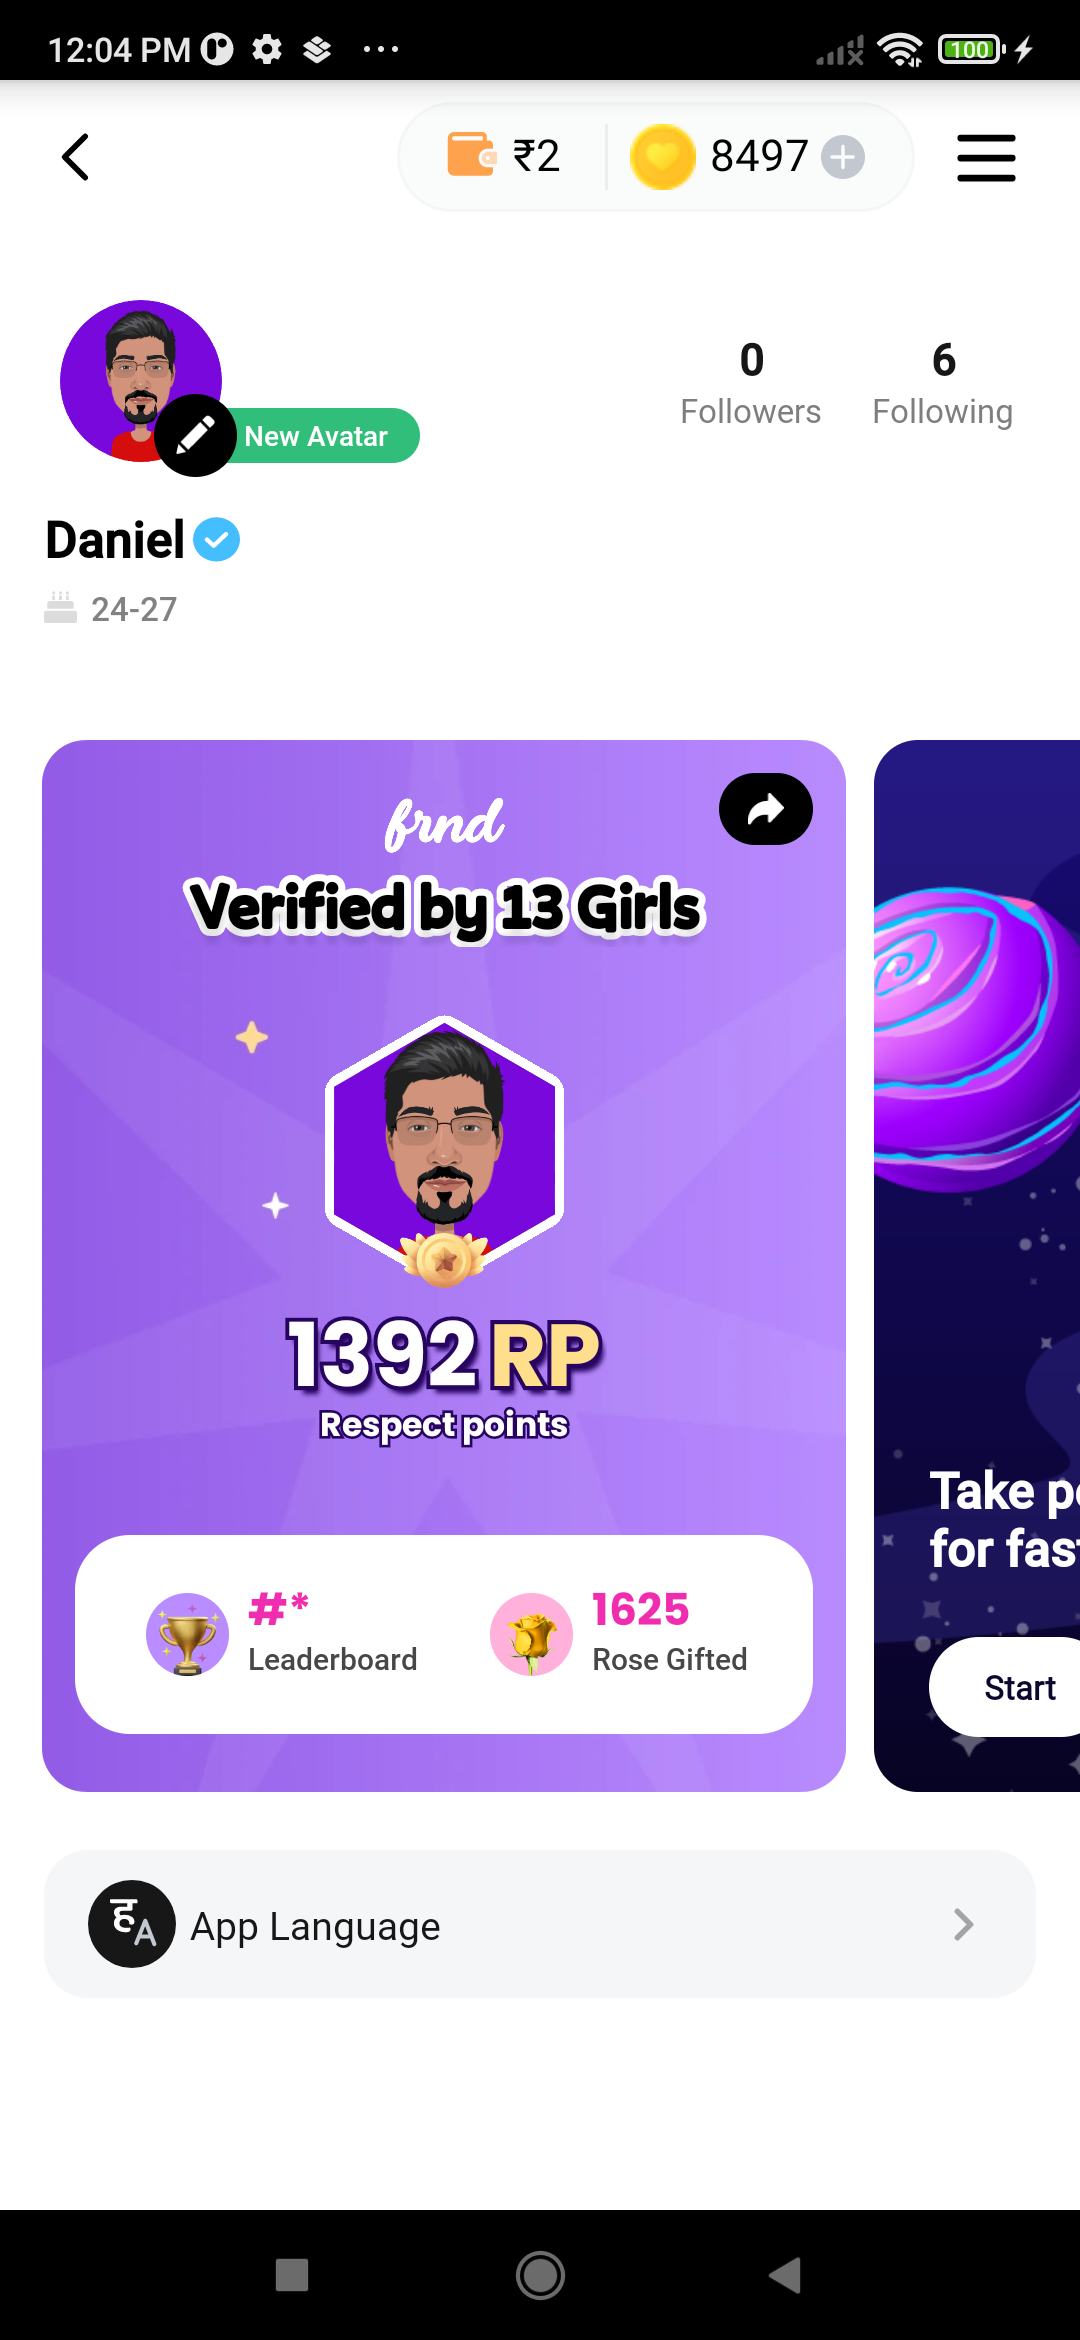 12:04 PM
100
₹2
8497
0
6
Followers
Following
New Avatar
Daniel
24-27
frnd
Verified by 13 Girls
1392 RP
Respect points
#*
1625
Leaderboard
Rose Gifted
Take
for
Start
ह A
App Language